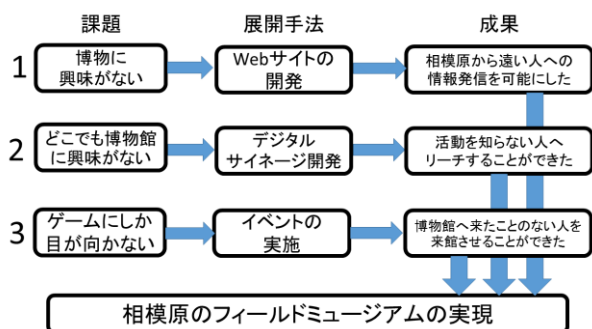 課題 展開手法 成果
1
博物に
興味がない
Webサイトの
開発
相模原から遠い人への
情報発信を可能にした
2
どこでも博物館
に興味がない
デジタル
サイネージ開発
活動を知らない人へ
リーチすることができた
3
ゲームにしか
目が向かない
イベントの
実施
博物館へ来たことのない人を
来館させることができた
相模原のフィールドミュージアムの実現